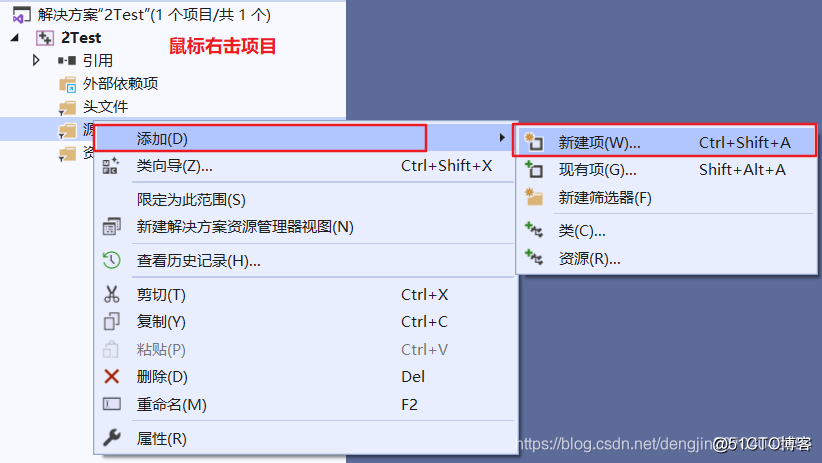 解决方案"2Test"(1 个项目/共 1 个)
2Test
鼠标右击项目
引用
外部依赖项
头文件
源
资
添加(D)
类向导(Z)... Ctrl+Shift+X
限定为此范围(S)
新建解决方案资源管理器视图(N)
查看历史记录(H)...
剪切(T) Ctrl+X
复制(Y) Ctrl+C
粘贴(P) Ctrl+V
删除(D) Del
重命名(M) F2
属性(R)
新建项(W)... Ctrl+Shift+A
现有项(G)... Shift+Alt+A
新建筛选器(F)
类(C)...
资源(R)...
https://blog.csdn.net/dengjin
@51CTO博客